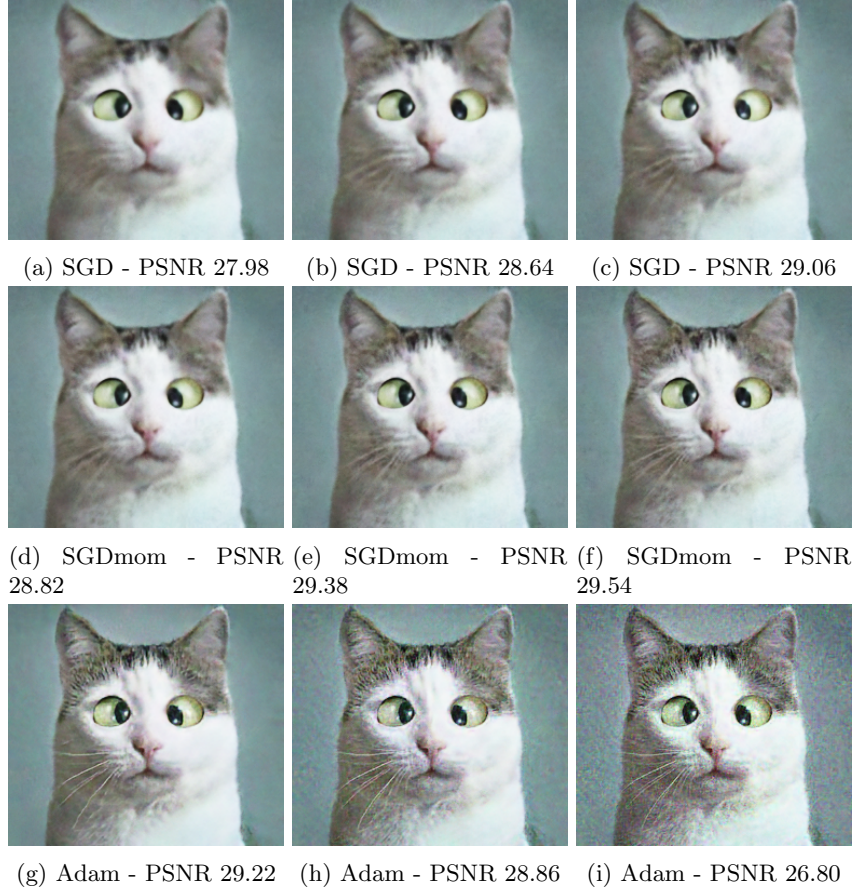 (a) SGD - PSNR 27.98
(b) SGD - PSNR 28.64
(c) SGD - PSNR 29.06
(d) SGDmom - PSNR
28.82
(e) SGDmom - PSNR
29.38
(f) SGDmom - PSNR
29.54
(g) Adam - PSNR 29.22
(h) Adam - PSNR 28.86
(i) Adam - PSNR 26.80